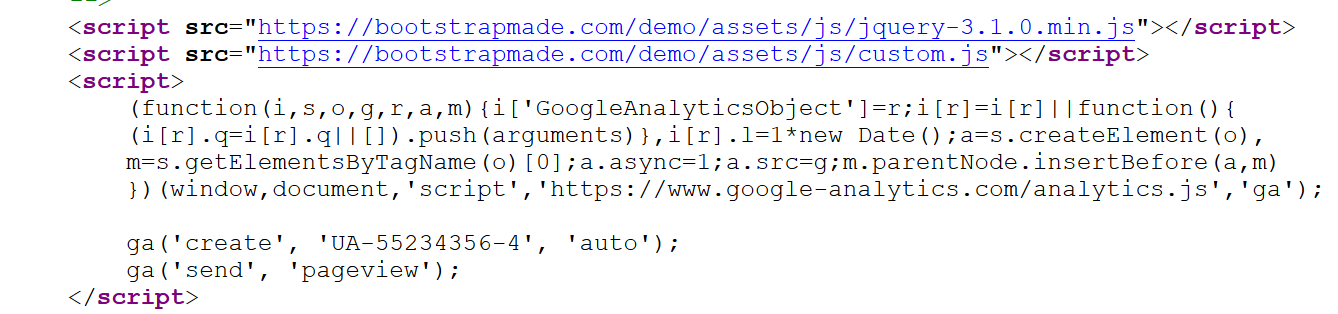 <script src="https://bootstrapmade.com/demo/assets/js/jquery-3.1.0.min.js"></script>
<script src="https://bootstrapmade.com/demo/assets/js/custom.js"></script>
<script>
(function(i,s,o,g,r,a,m){i['GoogleAnalyticsObject']=r;i[r]=i[r]||function(){
(i[r].q=i[r].q||[]).push(arguments)},i[r].l=1*new Date();a=s.createElement(o),
m=s.getElementsByTagName(o)[0];a.async=1;a.src=g;m.parentNode.insertBefore(a,m)
})(window,document,'script','https://www.google-analytics.com/analytics.js','ga');
ga('create', 'UA-55234356-4', 'auto');
ga('send', 'pageview');
</script>